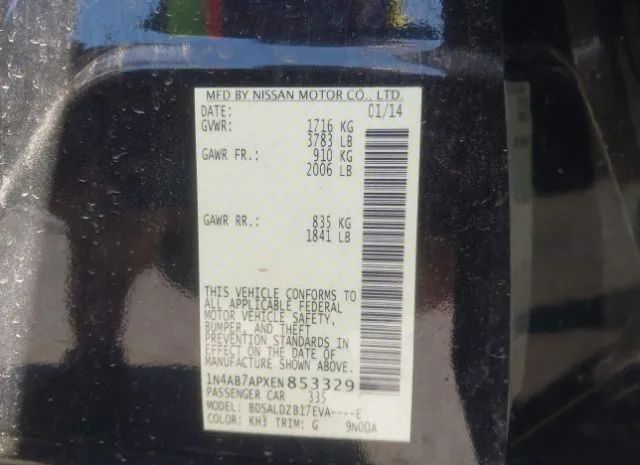 MFD BY NISSAN MOTOR CO., LTD.
DATE: 01/14
GVWR: 1716 KG
3783 LB
GAWR FR.: 910 KG
2006 LB
GAWR RR.: 835 KG
1841 LB
THIS VEHICLE CONFORMS TO
ALL APPLICABLE FEDERAL
MOTOR VEHICLE SAFETY,
BUMPER, AND THEFT
PREVENTION STANDARDS IN
EFFECT ON THE DATE OF
MANUFACTURE SHOWN ABOVE.
1N4AB7APXEN853329
PASSENGER CAR 335
MODEL: BDSALDZB17EVA----E
COLOR: KH3 TRIM: G 9N00A